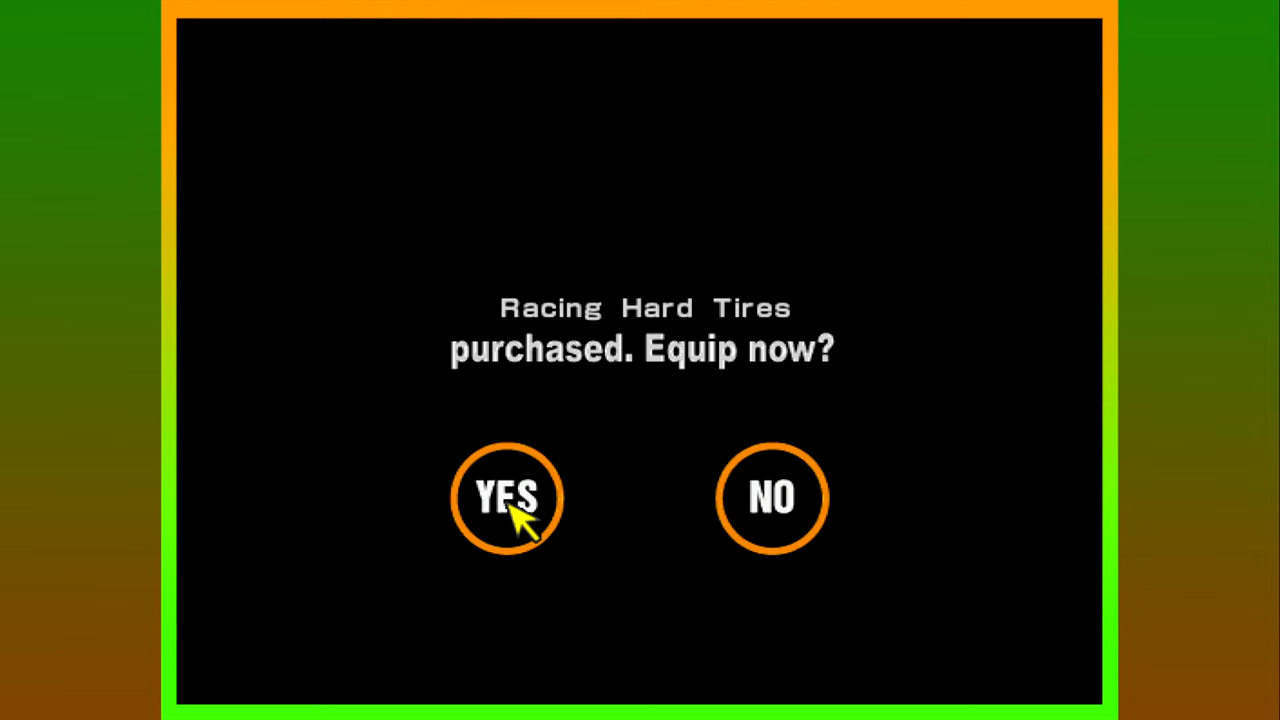 Racing Hard Tires
purchased. Equip now?
YES NO